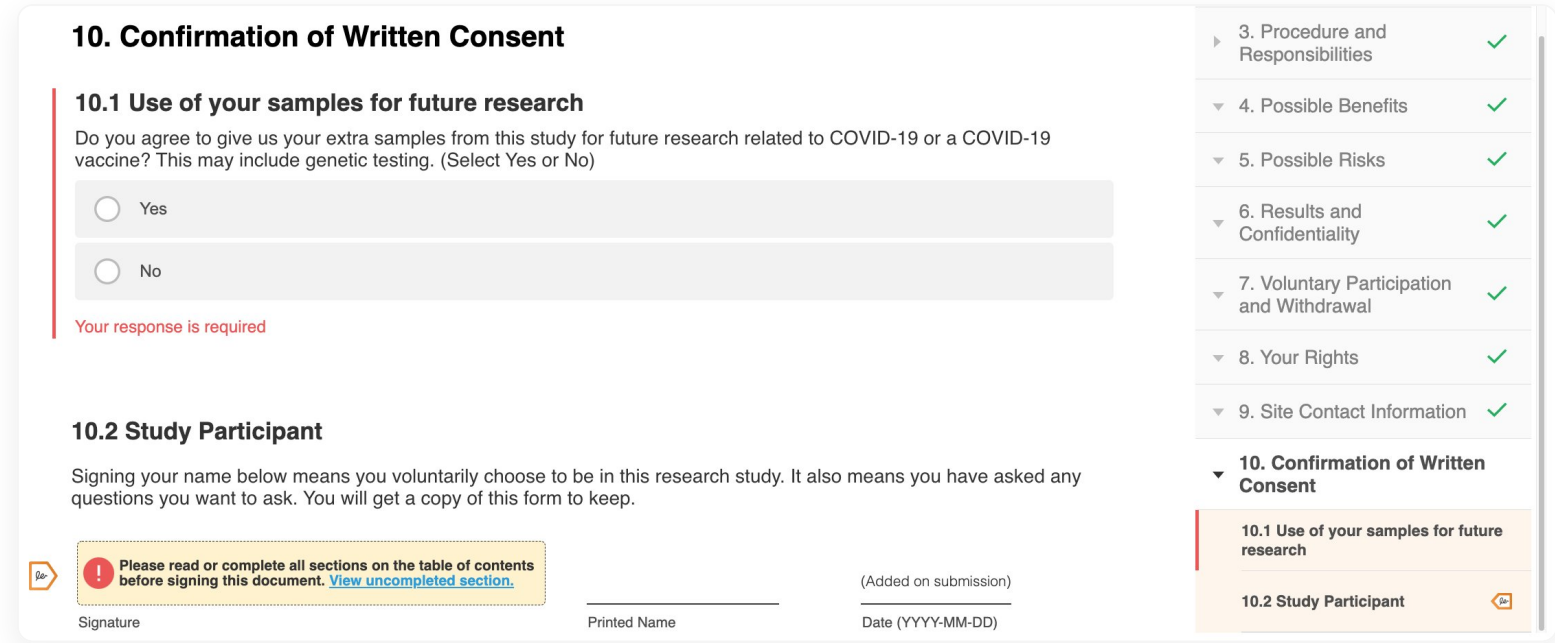 10. Confirmation of Written Consent
10.1 Use of your samples for future research
Do you agree to give us your extra samples from this study for future research related to COVID-19 or a COVID-19
vaccine? This may include genetic testing. (Select Yes or No)
Yes
No
Your response is required
10.2 Study Participant
Signing your name below means you voluntarily choose to be in this research study. It also means you have asked any
questions you want to ask. You will get a copy of this form to keep.
Please read or complete all sections on the table of contents
before signing this document. View uncompleted section.
(Added on submission)
Signature
Printed Name
Date (YYYY-MM-DD)
3. Procedure and
Responsibilities
4. Possible Benefits
5. Possible Risks
6. Results and
Confidentiality
7. Voluntary Participation
and Withdrawal
8. Your Rights
9. Site Contact Information
10. Confirmation of Written
Consent
10.1 Use of your samples for future
research
10.2 Study Participant